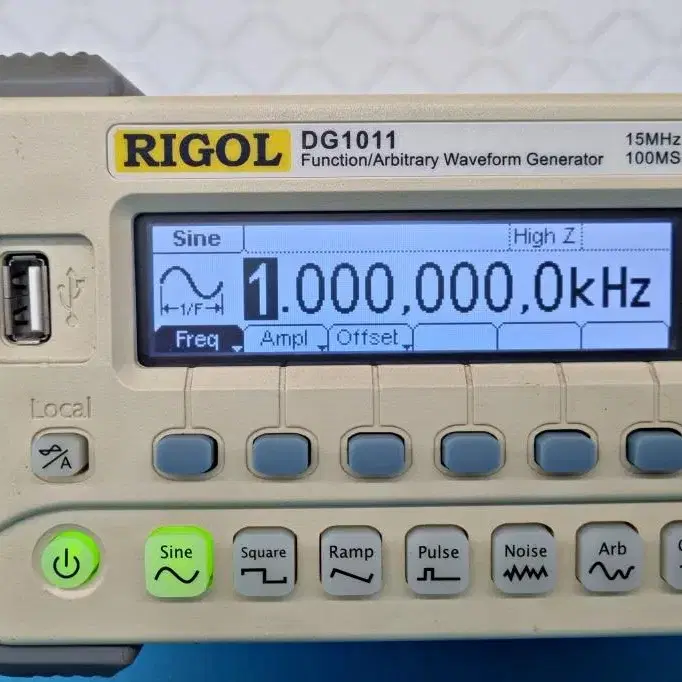 RIGOL DG1011 15MHz
Function/Arbitrary Waveform Generator 100MS
Sine High Z
1.000,000,0kHz
1/F
Freq Ampl Offset
Local
A
Sine Square Ramp Pulse Noise Arb